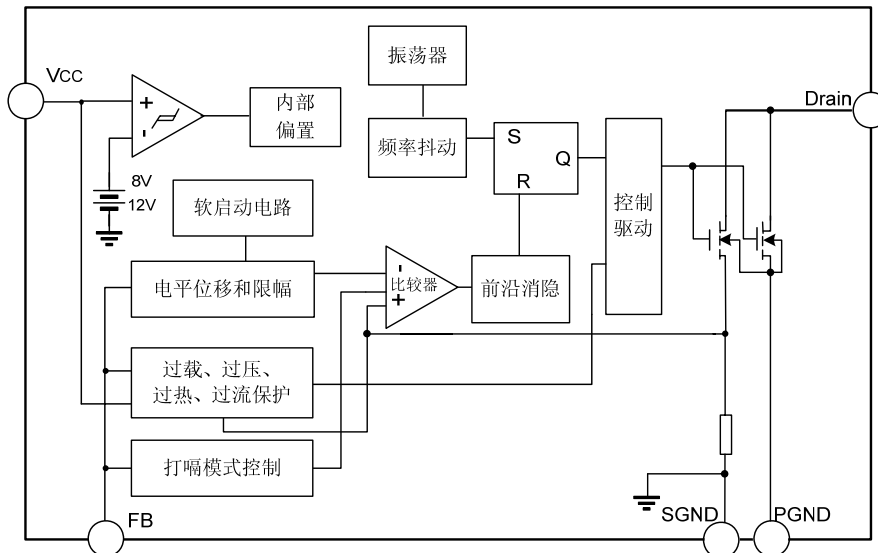 振荡器
VCC
Drain
+
-
内部
偏置
频率抖动
S
Q
R
8V
12V
软启动电路
控制
驱动
电平位移和限幅
-
比较器
+
前沿消隐
过载、过压、
过热、过流保护
打嗝模式控制
FB
SGND
PGND